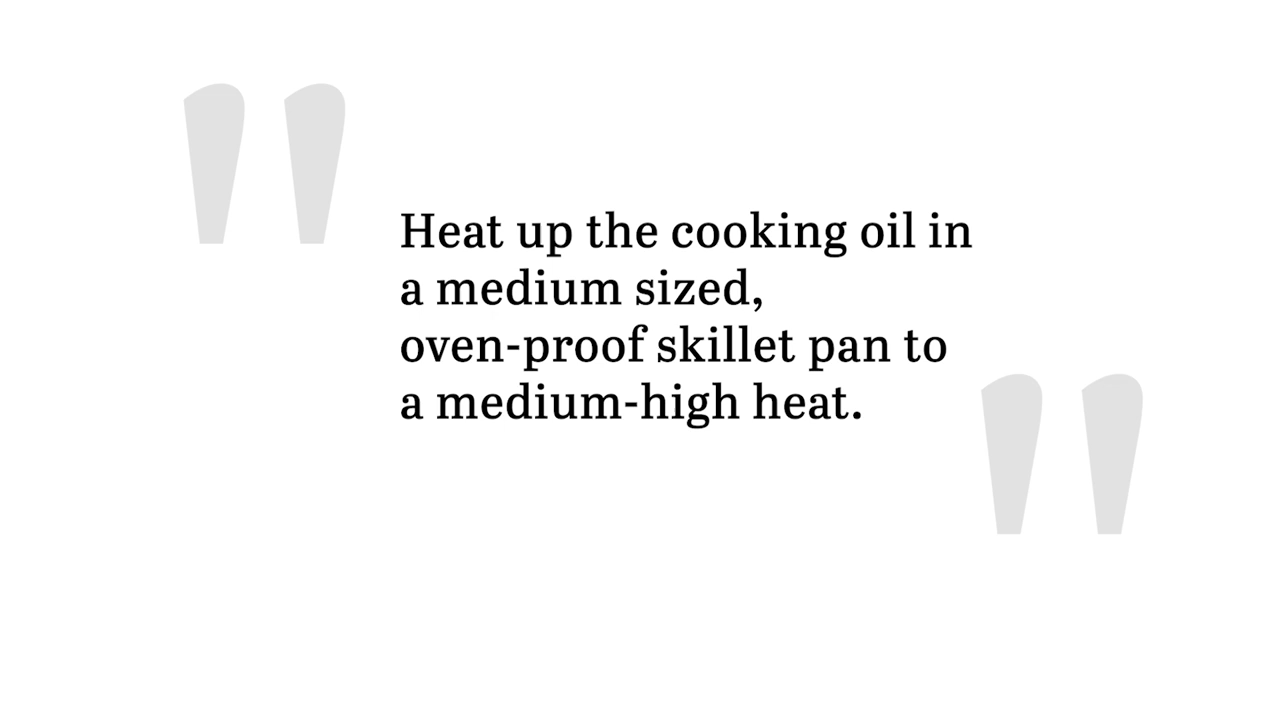 "Heat up the cooking oil in
a medium sized,
oven-proof skillet pan to
a medium-high heat."